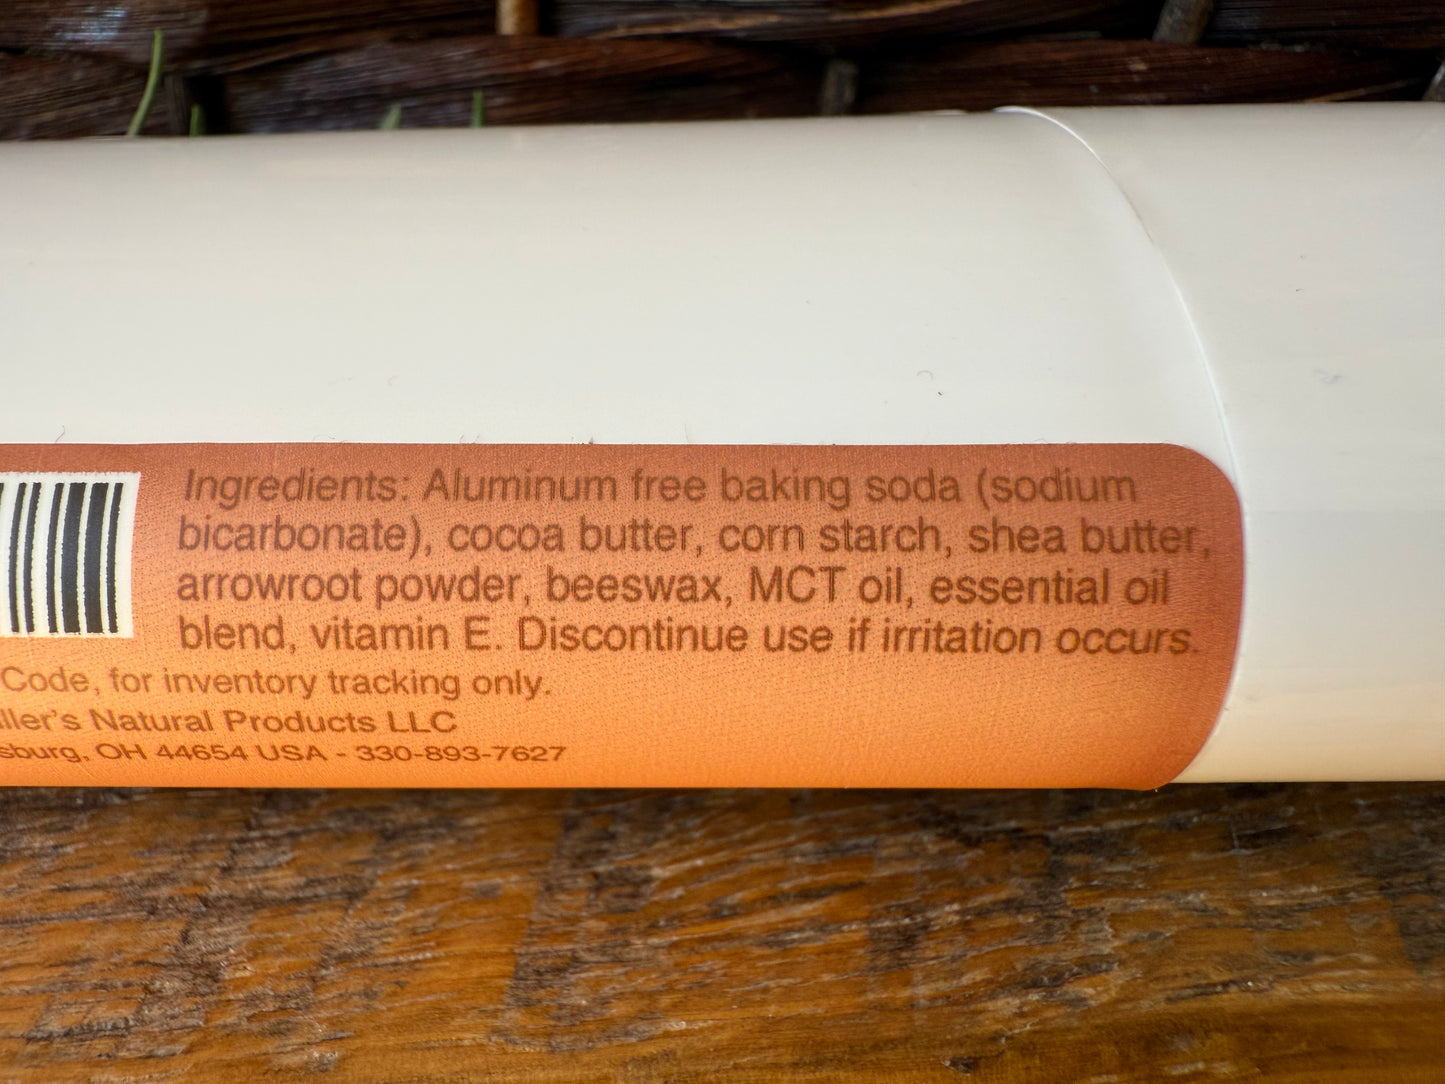 Ingredients: Aluminum free baking soda (sodium
bicarbonate), cocoa butter, corn starch, shea butter,
arrowroot powder, beeswax, MCT oil, essential oil
blend, vitamin E. Discontinue use if irritation occurs.
Code, for inventory tracking only.
ller's Natural Products LLC
sburg, OH 44654 USA - 330-893-7627